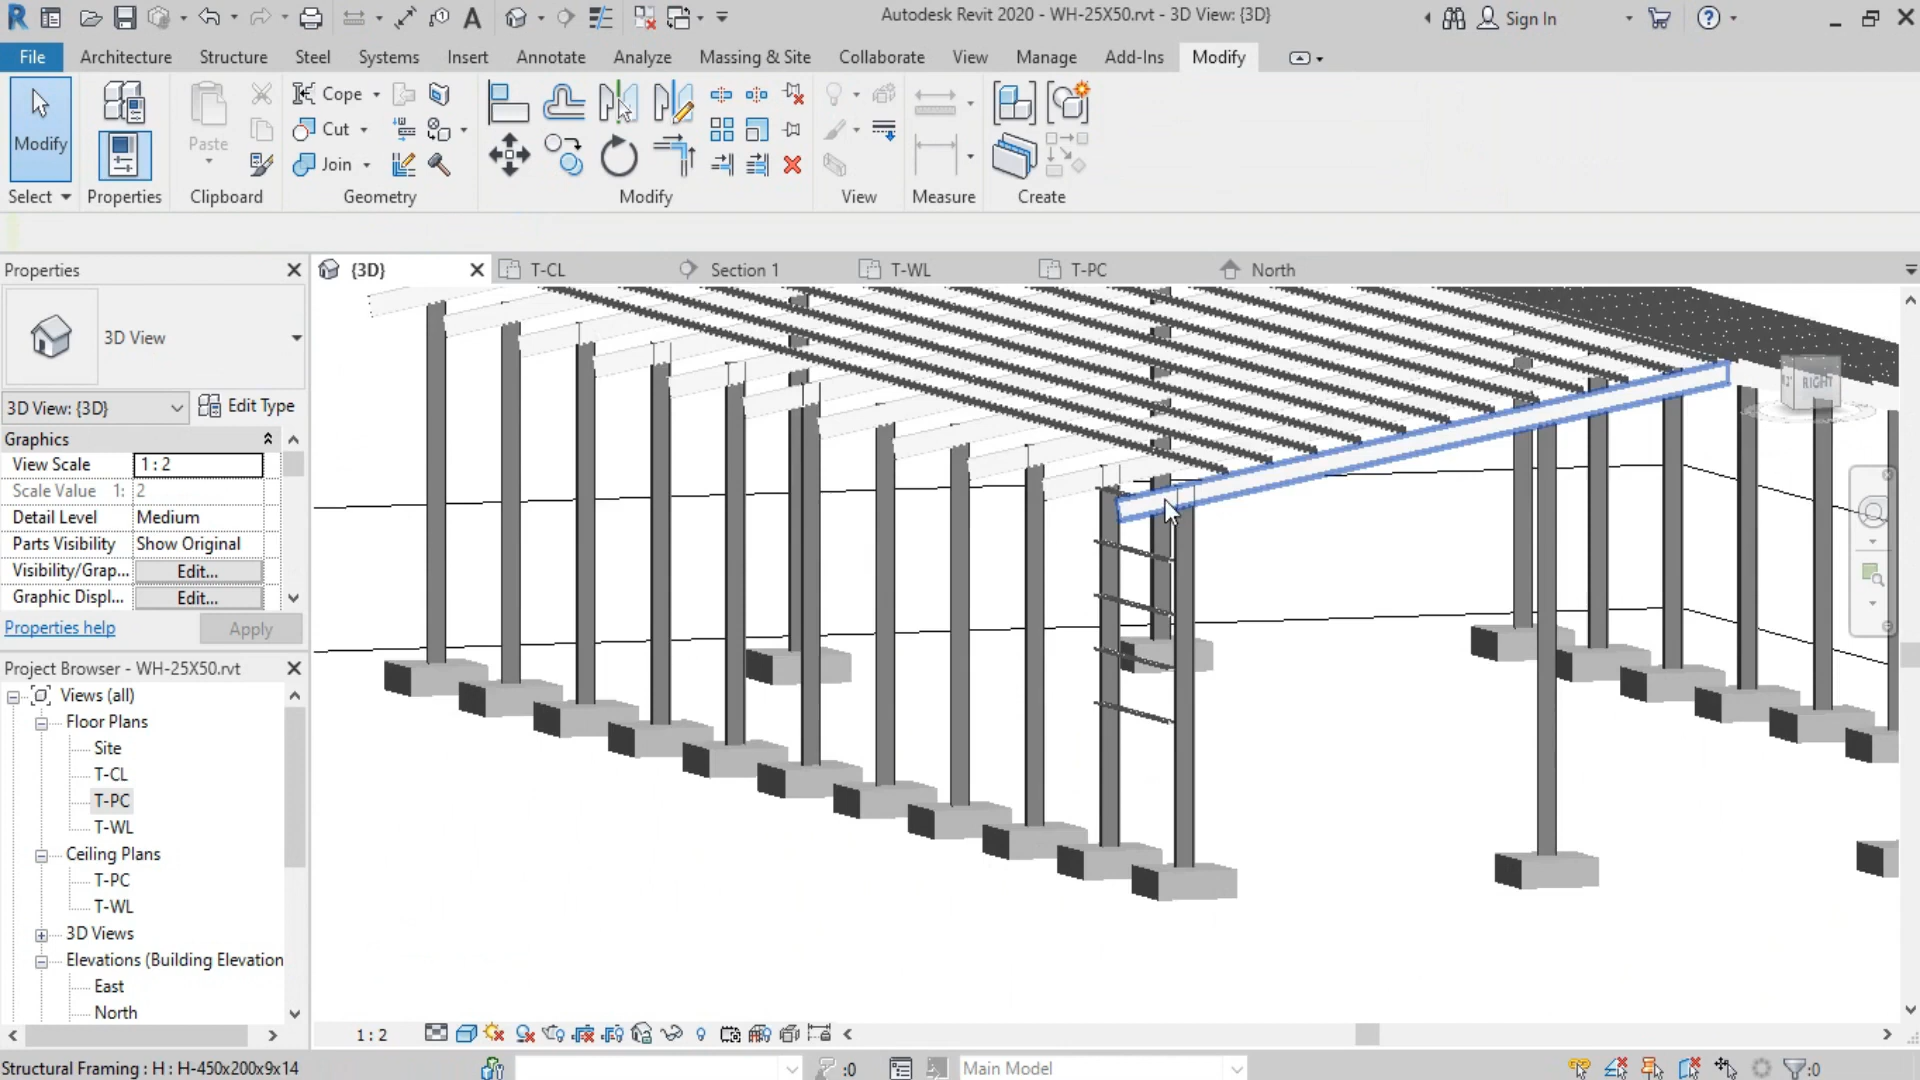 Autodesk Revit 2020 - WH-25X50.rvt - 3D View: {3D}
Sign In
File Architecture Structure Steel Systems Insert Annotate Analyze Massing & Site Collaborate View Manage Add-Ins Modify
Modify
Paste
Cope
Cut
Join
Select Properties Clipboard Geometry Modify View Measure Create
Properties
{3D} T-CL Section 1 T-WL T-PC North
3D View
3D View: {3D} Edit Type
Graphics
View Scale 1 : 2
Scale Value 1: 2
Detail Level Medium
Parts Visibility Show Original
Visibility/Grap... Edit...
Graphic Displ... Edit...
Properties help Apply
Project Browser - WH-25X50.rvt
Views (all)
Floor Plans
Site
T-CL
T-PC
T-WL
Ceiling Plans
T-PC
T-WL
3D Views
Elevations (Building Elevation
East
North
RIGHT
1 : 2
Structural Framing : H : H-450x200x9x14
:0
Main Model
:0